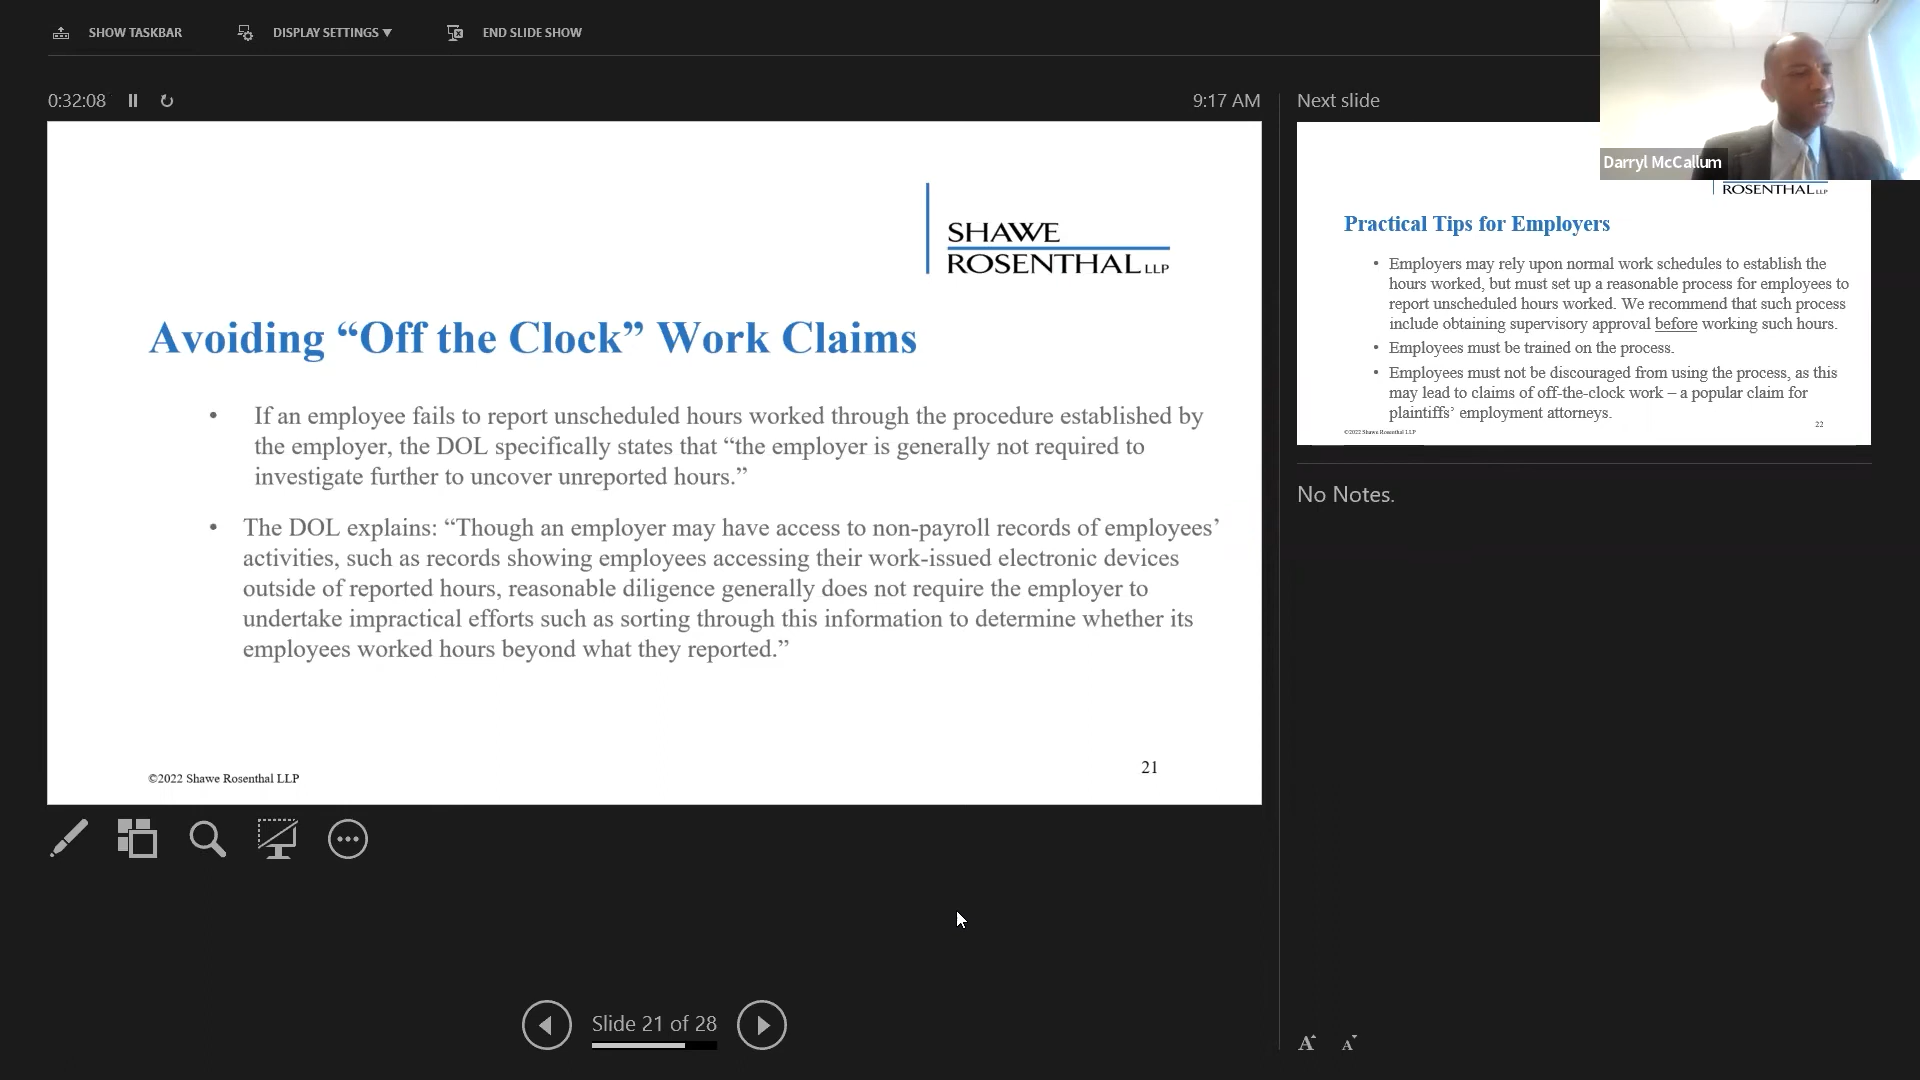 SHOW TASKBAR
DISPLAY SETTINGS ▼
END SLIDE SHOW
0:32:08
9:17 AM
Next slide
Darryl McCallum
SHAWE
ROSENTHAL LLP
Avoiding “Off the Clock” Work Claims
• If an employee fails to report unscheduled hours worked through the procedure established by
the employer, the DOL specifically states that “the employer is generally not required to
investigate further to uncover unreported hours.”
• The DOL explains: “Though an employer may have access to non-payroll records of employees’
activities, such as records showing employees accessing their work-issued electronic devices
outside of reported hours, reasonable diligence generally does not require the employer to
undertake impractical efforts such as sorting through this information to determine whether its
employees worked hours beyond what they reported.”
©2022 Shawe Rosenthal LLP
21
ROSENTHAL LLP
Practical Tips for Employers
• Employers may rely upon normal work schedules to establish the
hours worked, but must set up a reasonable process for employees to
report unscheduled hours worked. We recommend that such process
include obtaining supervisory approval before working such hours.
• Employees must be trained on the process.
• Employees must not be discouraged from using the process, as this
may lead to claims of off-the-clock work – a popular claim for
plaintiffs’ employment attorneys.
©2022 Shawe Rosenthal LLP
22
No Notes.
Slide 21 of 28
A
A